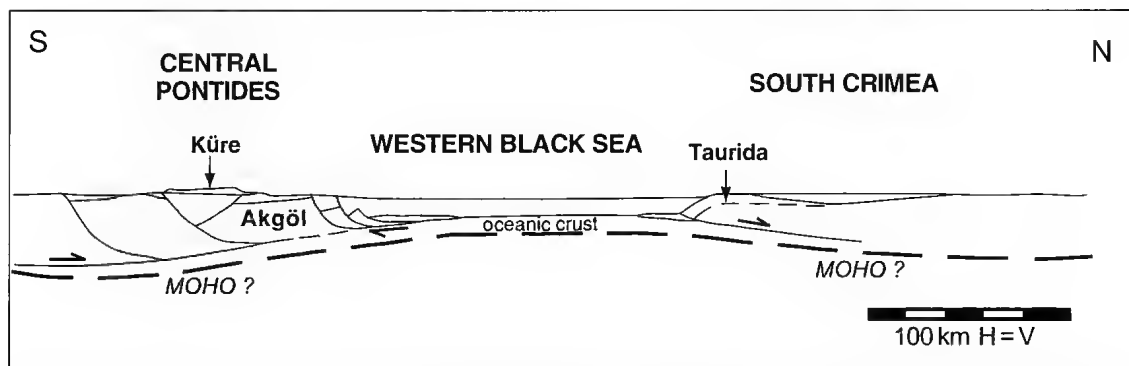 S
N
CENTRAL
PONTIDES
SOUTH CRIMEA
WESTERN BLACK SEA
Küre
Taurida
Akgöl
oceanic crust
MOHO ?
MOHO ?
100 km H = V